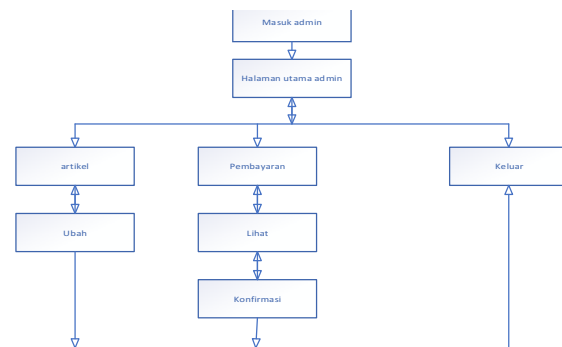 Masuk admin
Halaman utama admin
artikel
Pembayaran
Keluar
Ubah
Lihat
Konfirmasi